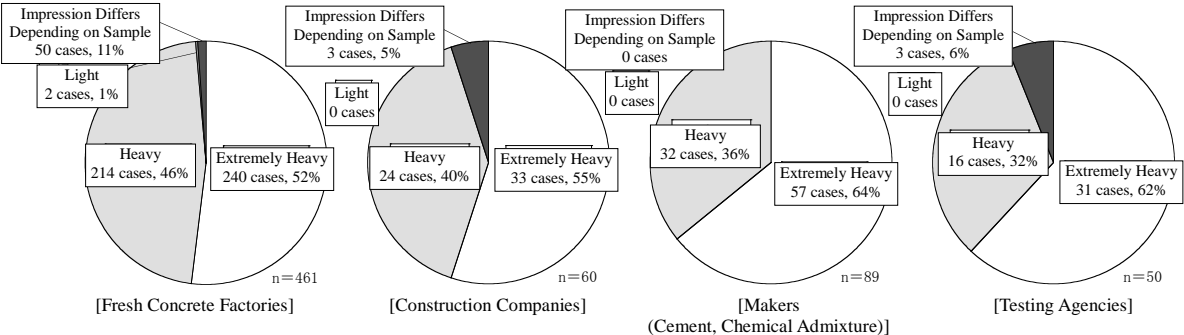 Impression Differs
Depending on Sample
50 cases, 11%
Light
2 cases, 1%
Heavy
214 cases, 46%
Extremely Heavy
240 cases, 52%
n=461
[Fresh Concrete Factories]
Impression Differs
Depending on Sample
3 cases, 5%
Light
0 cases
Heavy
24 cases, 40%
Extremely Heavy
33 cases, 55%
n=60
[Construction Companies]
Impression Differs
Depending on Sample
0 cases
Light
0 cases
Heavy
32 cases, 36%
Extremely Heavy
57 cases, 64%
n=89
[Makers
(Cement, Chemical Admixture)]
Impression Differs
Depending on Sample
3 cases, 6%
Light
0 cases
Heavy
16 cases, 32%
Extremely Heavy
31 cases, 62%
n=50
[Testing Agencies]